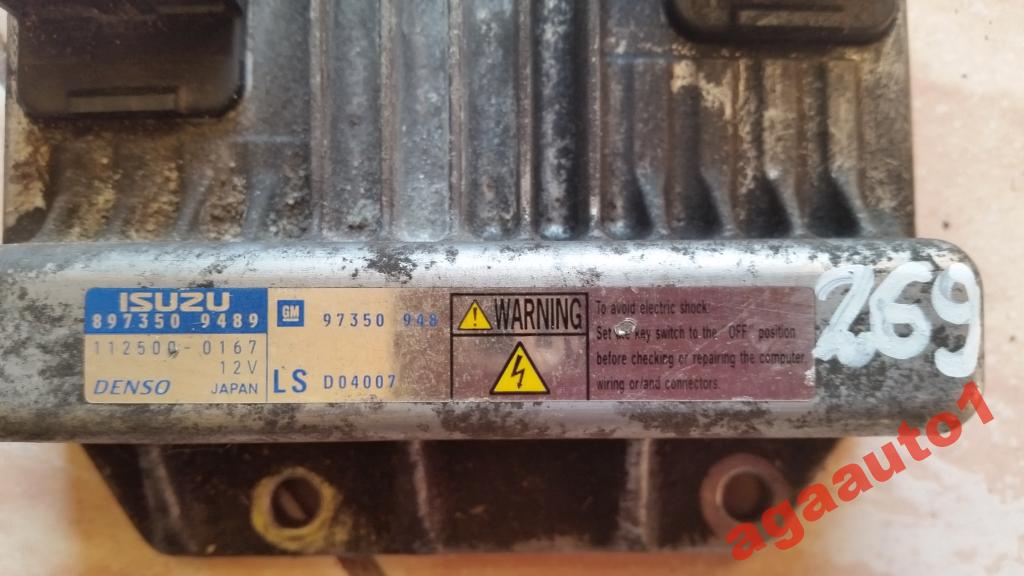 ISUZU
897350 9489
112500-0167
12V
DENSO JAPAN
GM 97350 948
LS D04007
WARNING
To avoid electric shock.
Set the key switch to the "OFF" position
before checking or repairing the computer,
wiring or/and connectors.
269
agaauto1